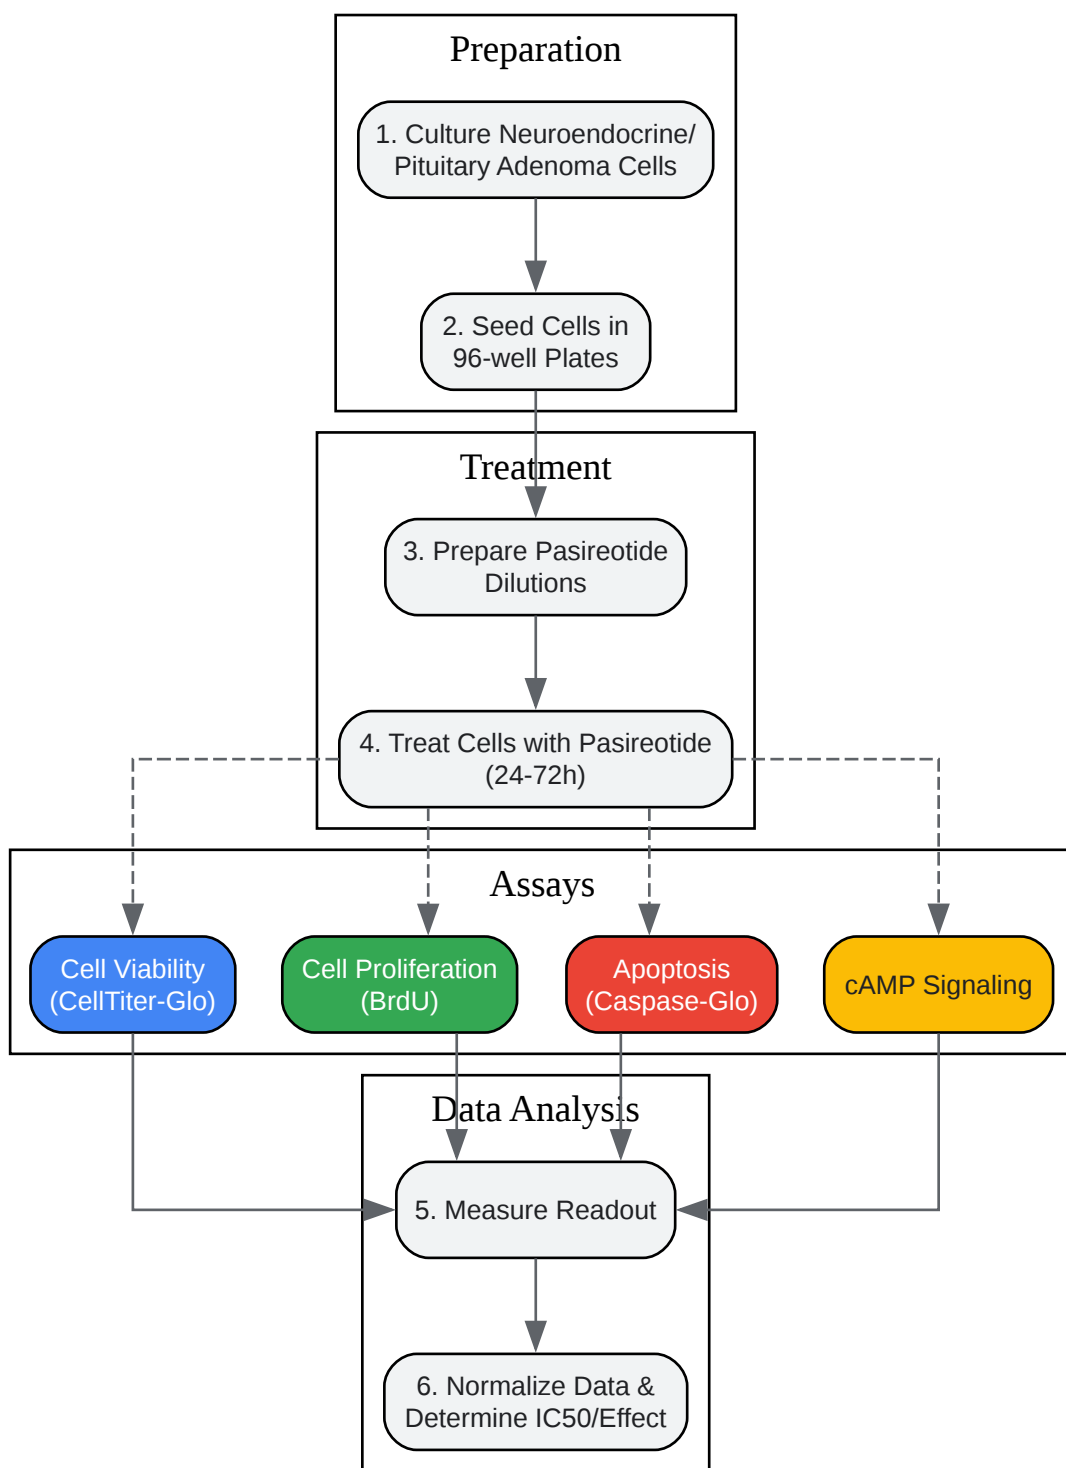 Preparation
1. Culture Neuroendocrine/
Pituitary Adenoma Cells
2. Seed Cells in
96-well Plates
Treatment
3. Prepare Pasireotide
Dilutions
4. Treat Cells with Pasireotide
(24-72h)
Assays
Cell Viability
(CellTiter-Glo)
Cell Proliferation
(BrdU)
Apoptosis
(Caspase-Glo)
cAMP Signaling
Data Analysis
5. Measure Readout
6. Normalize Data &
Determine IC50/Effect